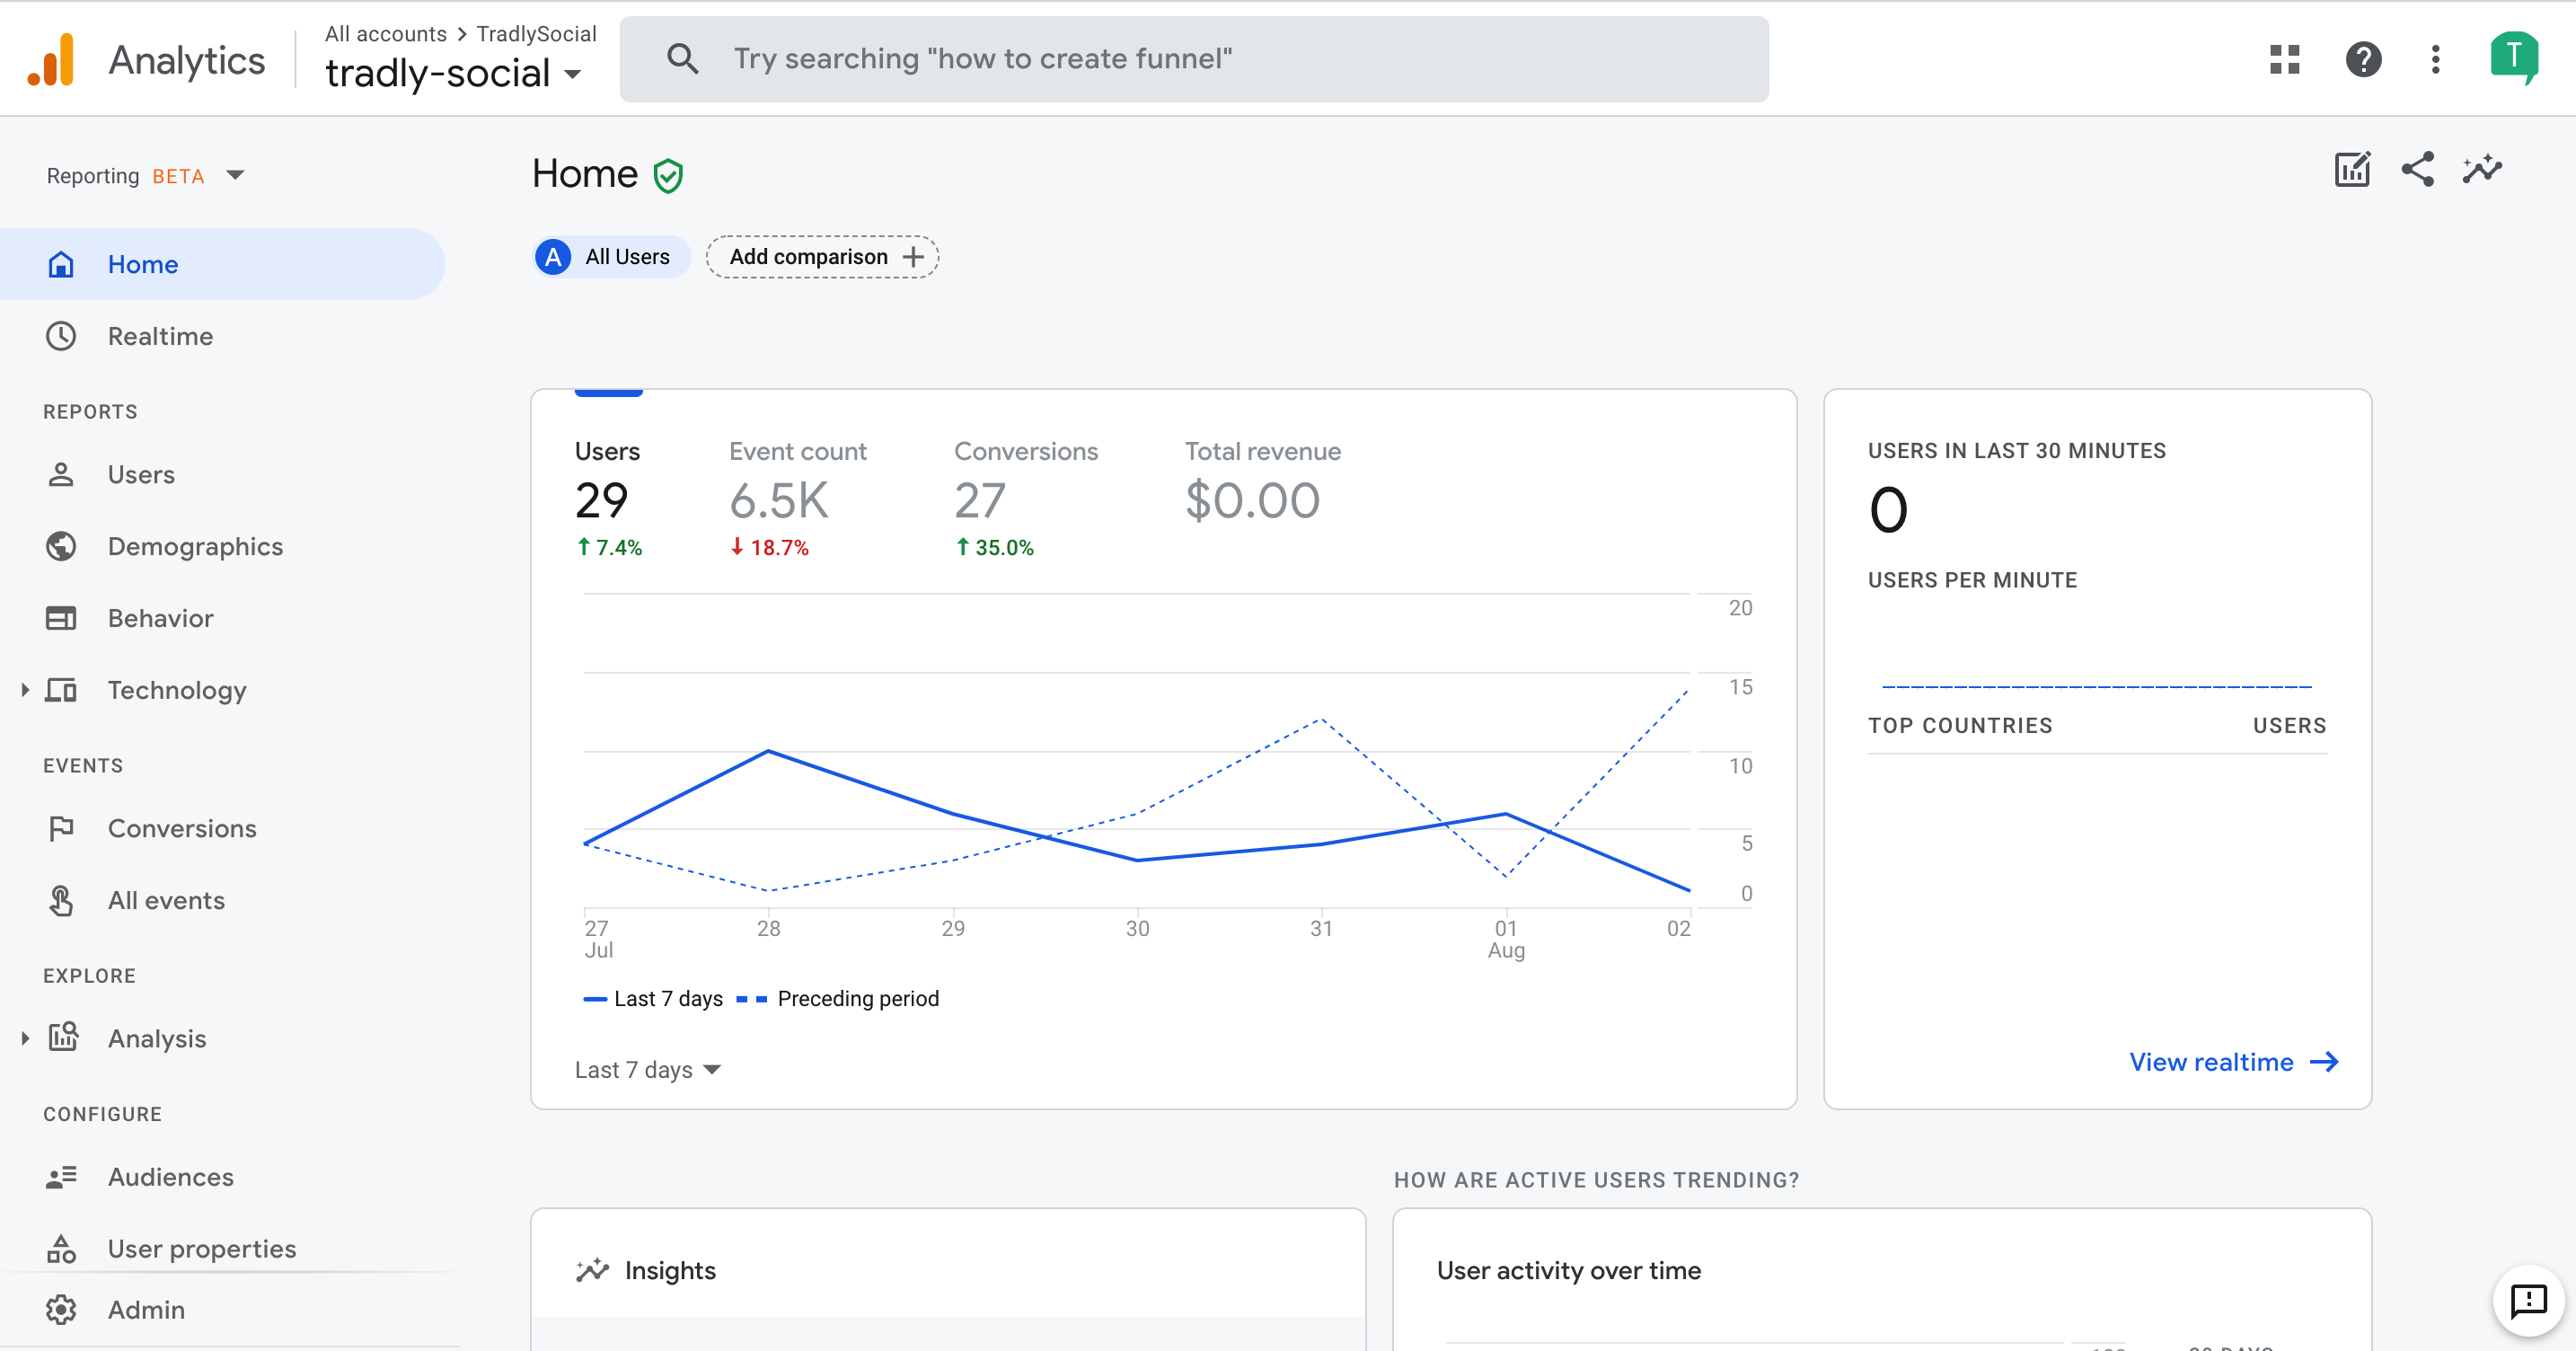 Analytics
All accounts > TradlySocial
tradly-social
Try searching "how to create funnel"
T
Reporting BETA
Home
Realtime
REPORTS
Users
Demographics
Behavior
Technology
EVENTS
Conversions
All events
EXPLORE
Analysis
CONFIGURE
Audiences
User properties
Admin
Home
A All Users
Add comparison +
Users
29
7.4%
Event count
6.5K
18.7%
Conversions
27
35.0%
Total revenue
$0.00
20
15
10
5
0
27 28 29 30 31 01 02
Jul Aug
Last 7 days Preceding period
Last 7 days
USERS IN LAST 30 MINUTES
0
USERS PER MINUTE
TOP COUNTRIES USERS
View realtime
HOW ARE ACTIVE USERS TRENDING?
Insights
User activity over time